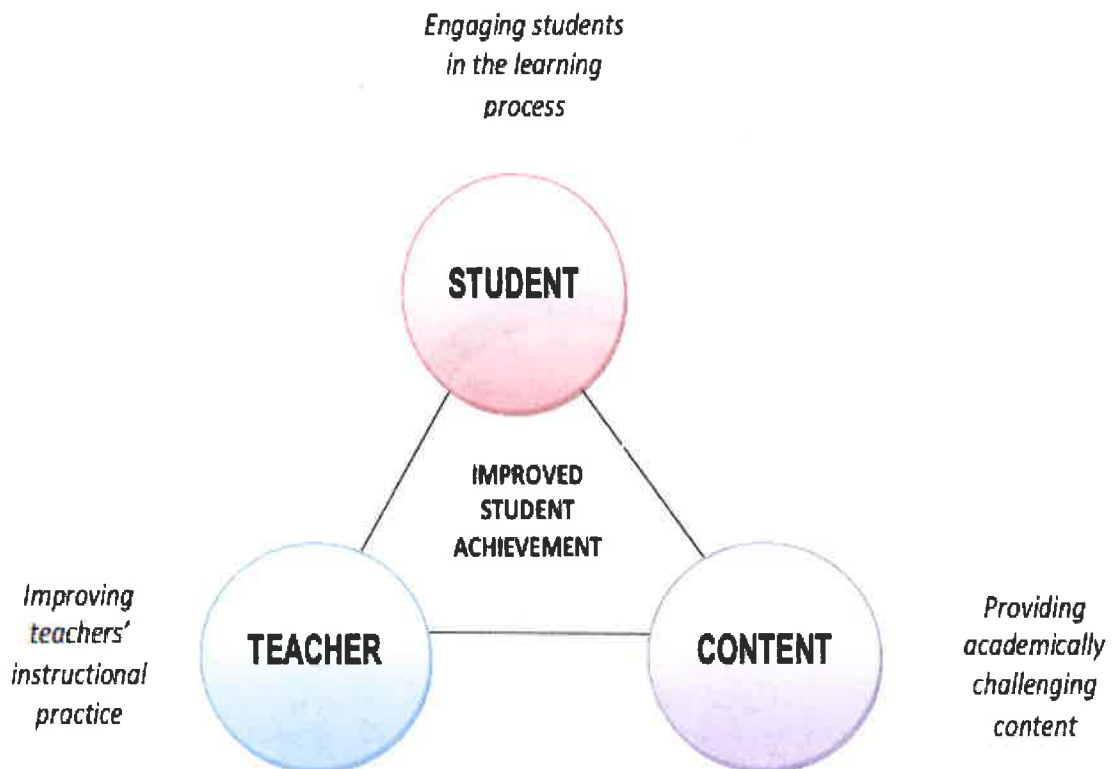 Engaging students
in the learning
process
STUDENT
IMPROVED
STUDENT
ACHIEVEMENT
Improving
teachers'
instructional
practice
TEACHER
CONTENT
Providing
academically
challenging
content